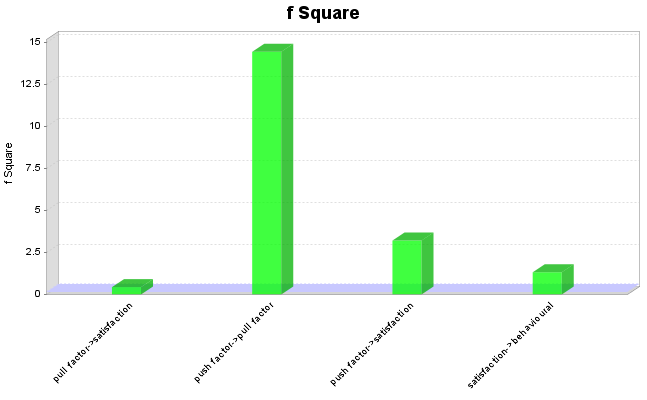 f Square
15
12.5
10
7.5
5
2.5
0
f Square
pull factor->satisfaction
push factor->pull factor
push factor->satisfaction
satisfaction->behavioural